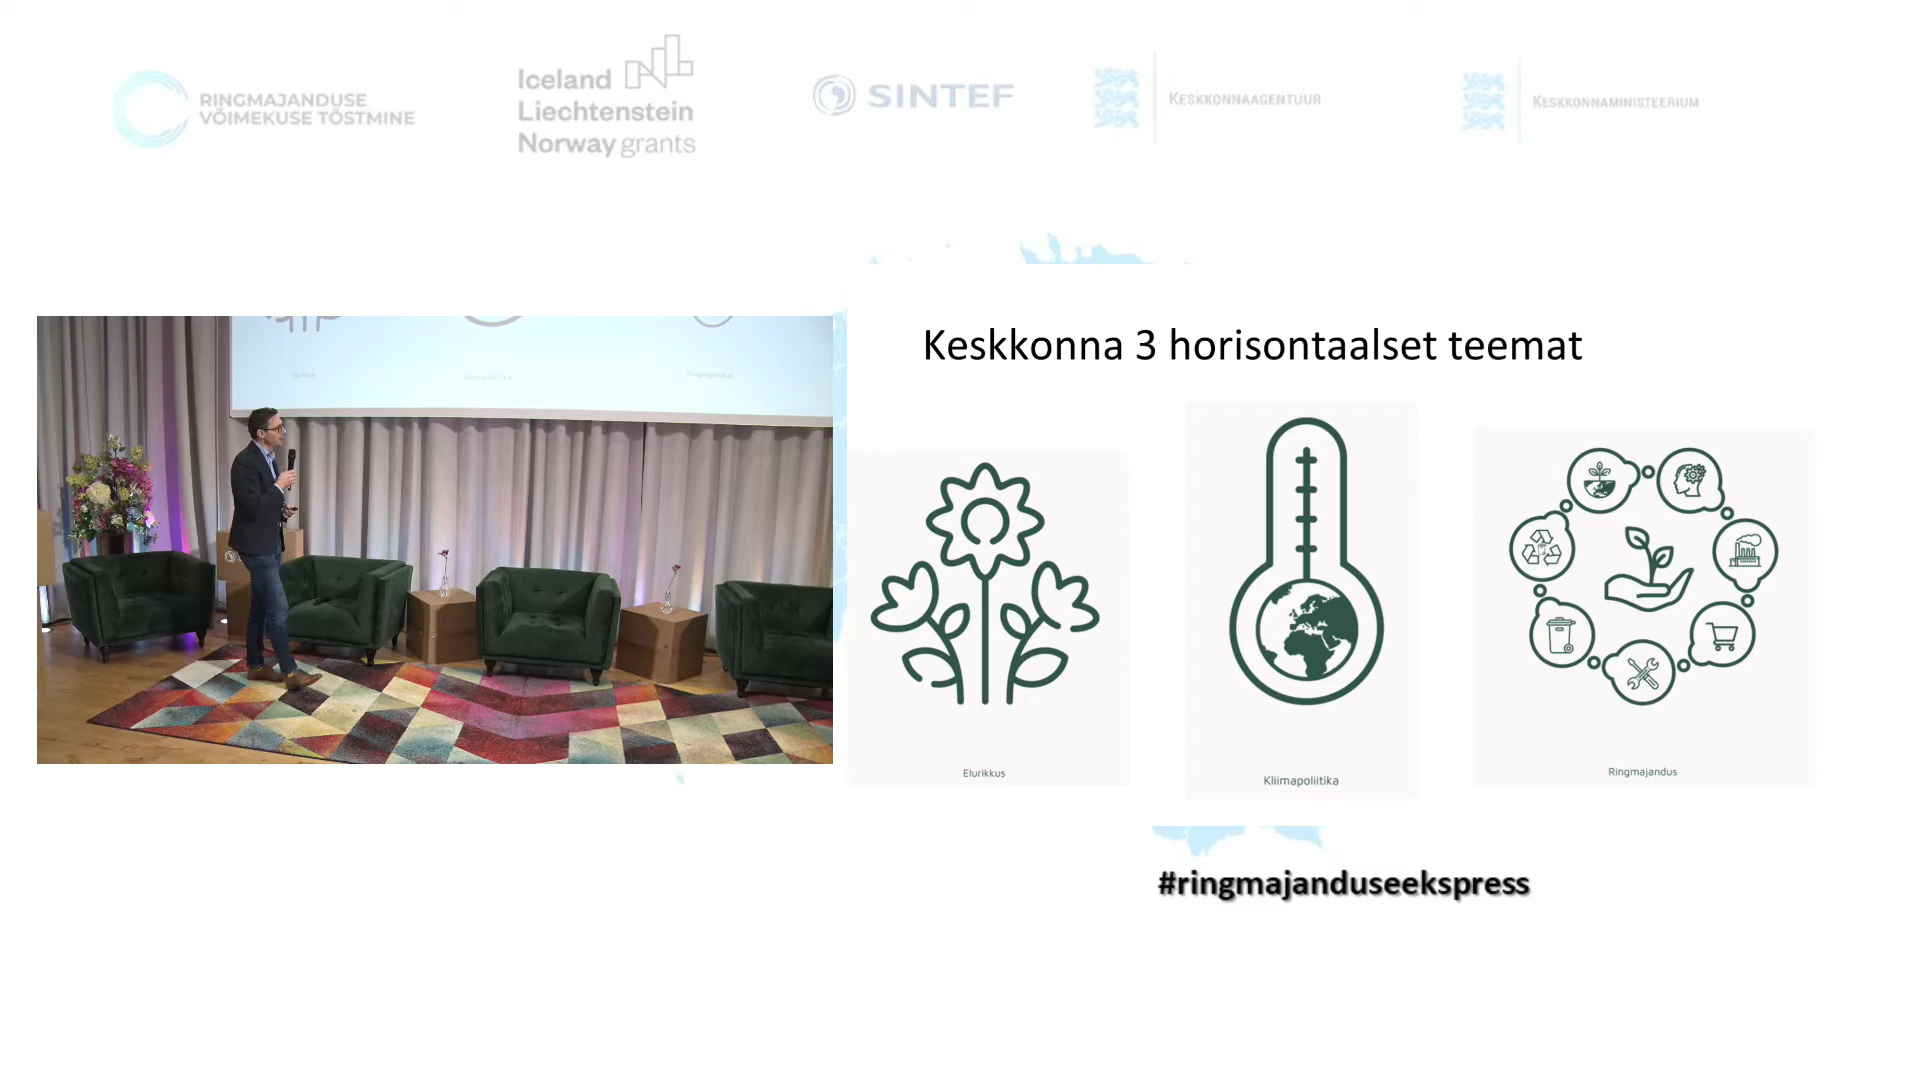 RINGMAJANDUSE
VÕIMEKUSE TÕSTMINE
Iceland
Liechtenstein
Norway grants
SINTEF
KESKKONNAAGENTUUR
KESKKONNAMINISTEERIUM
Keskkonna 3 horisontaalset teemat
Elurikkus
Kliimapoliitika
Ringmajandus
#ringmajanduseekspress